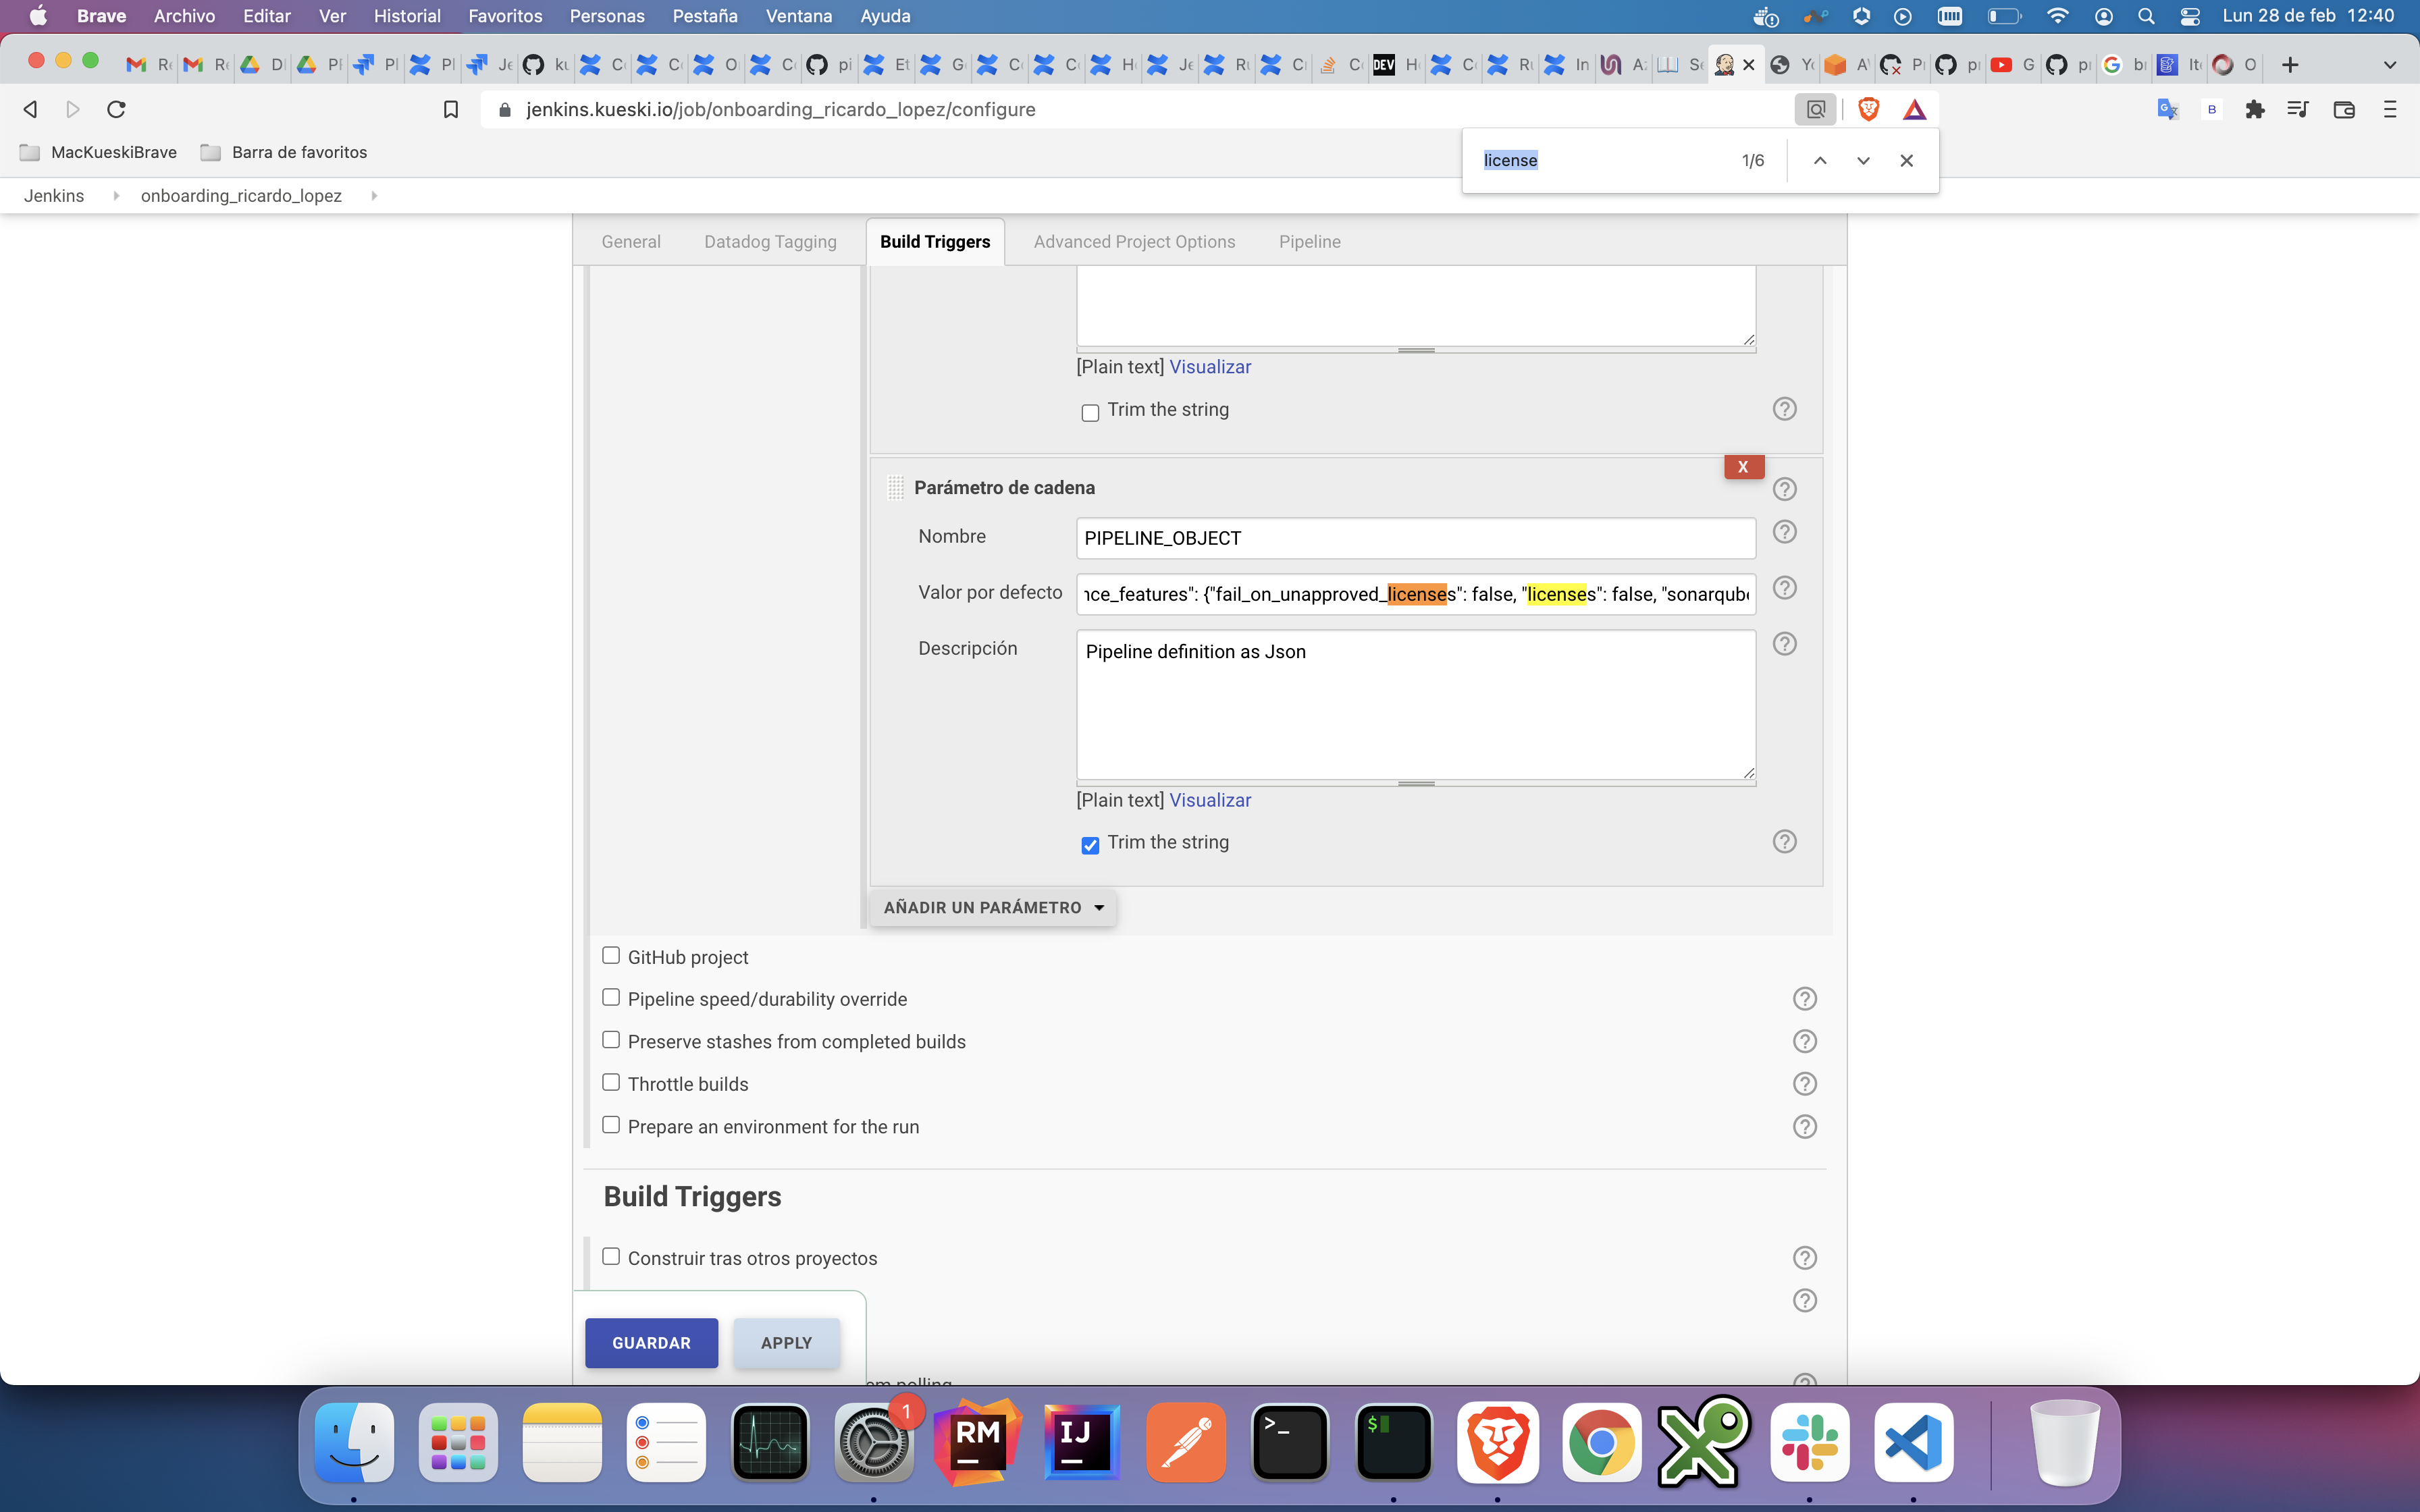 Brave Archivo Editar Ver Historial Favoritos Personas Pestaña Ventana Ayuda Lun 28 de feb 12:40
jenkins.kueski.io/job/onboarding_ricardo_lopez/configure
MacKueskiBrave Barra de favoritos
license 1/6
Jenkins onboarding_ricardo_lopez
General Datadog Tagging Build Triggers Advanced Project Options Pipeline
[Plain text] Visualizar
Trim the string
X
Parámetro de cadena
Nombre PIPELINE_OBJECT
Valor por defecto nce_features": {"fail_on_unapproved_licenses": false, "licenses": false, "sonarqube
Descripción Pipeline definition as Json
[Plain text] Visualizar
Trim the string
AÑADIR UN PARÁMETRO
GitHub project
Pipeline speed/durability override
Preserve stashes from completed builds
Throttle builds
Prepare an environment for the run
Build Triggers
Construir tras otros proyectos
GUARDAR APPLY
polling
1
RM
IJ
>_
$